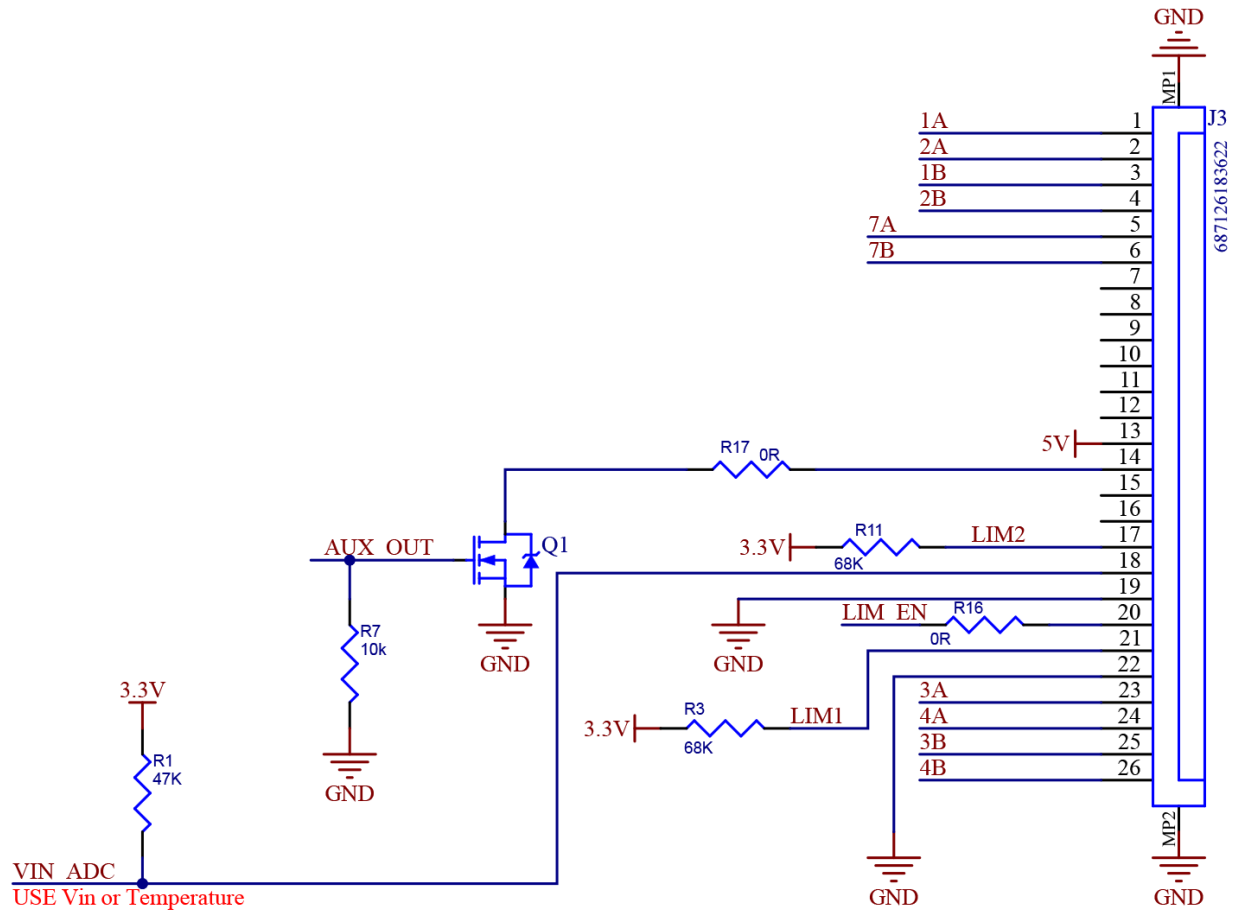 GND
MP1
J3
687126183622
1A 1
2A 2
1B 3
2B 4
7A 5
7B 6
7
8
9
10
11
12
5V 13
R17 0R 14
15
16
AUX_OUT Q1 3.3V R11 68K LIM2 17
18
19
LIM_EN R16 0R 20
R7 10k GND GND 21
22
3.3V R3 68K LIM1
3A 23
4A 24
3B 25
4B 26
3.3V
R1
47K
GND
MP2
VIN_ADC
USE Vin or Temperature
GND
GND